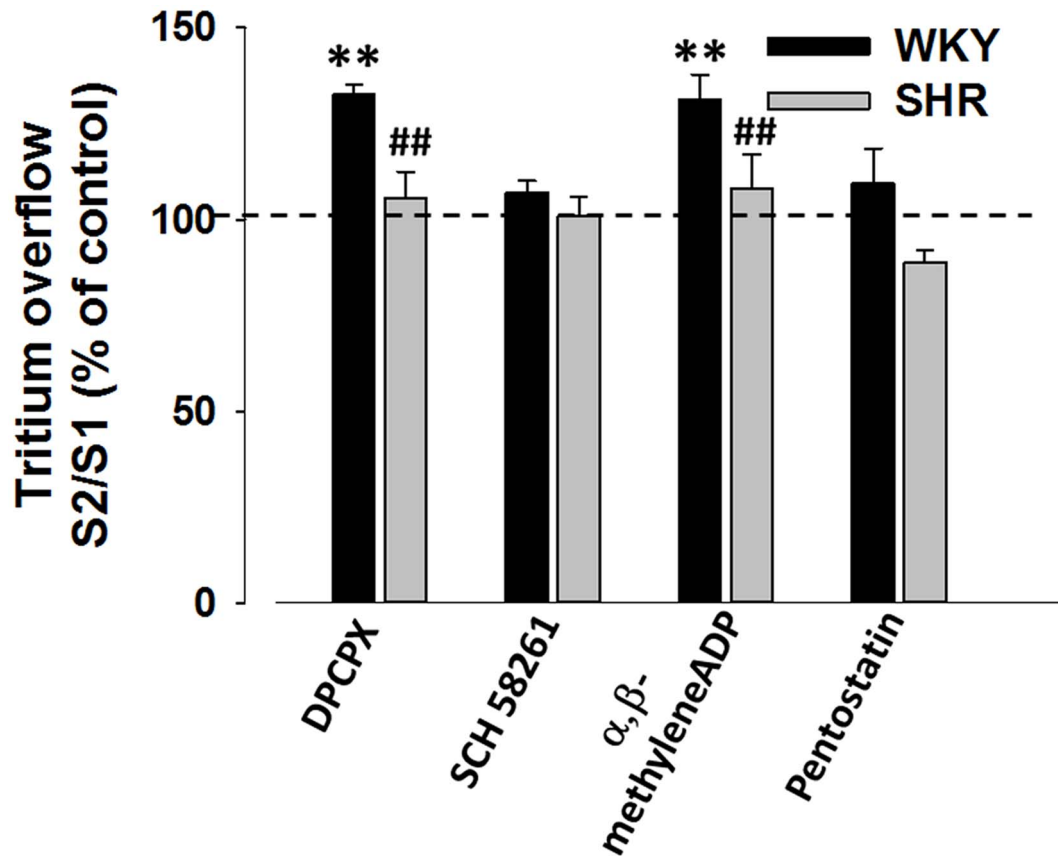 Tritium overflow
S2/S1 (% of control)
150
100
50
0
**
##
**
##
WKY
SHR
DPCPX
SCH 58261
α,β-
methyleneADP
Pentostatin